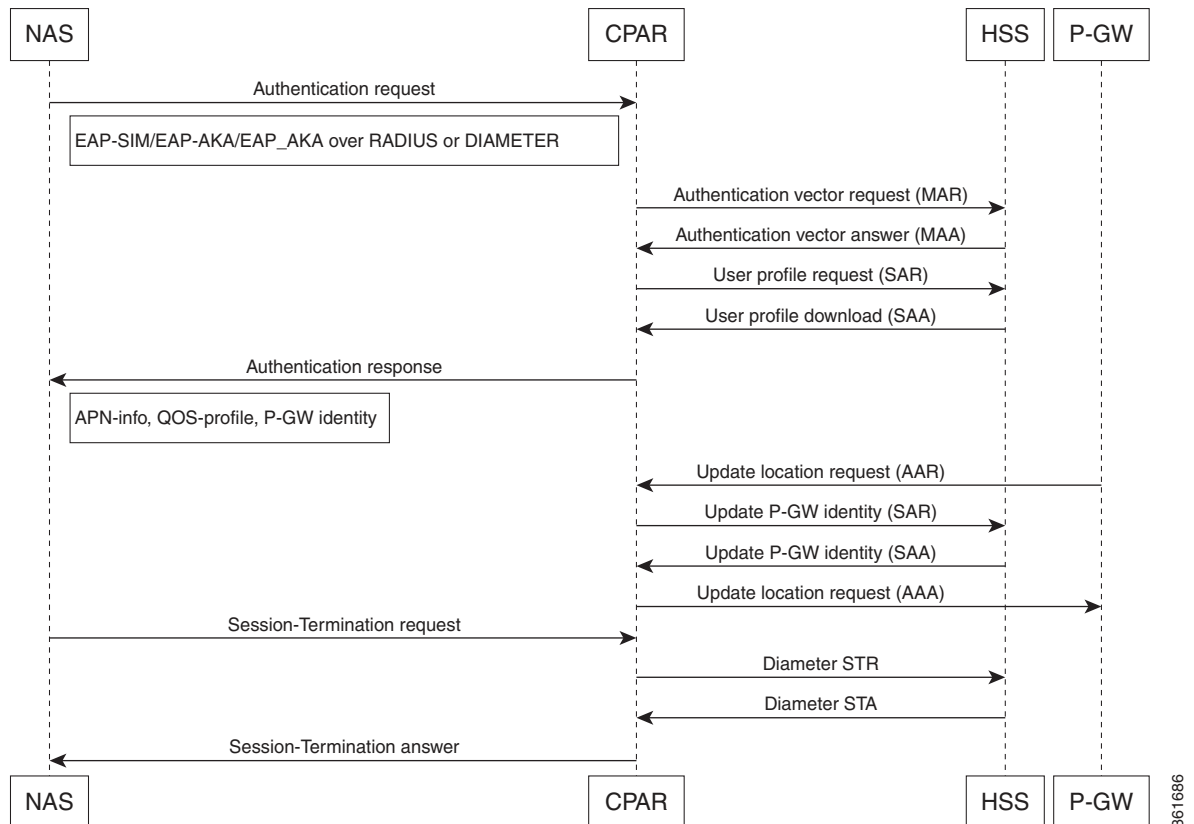 NAS
CPAR
HSS
P-GW
Authentication request
EAP-SIM/EAP-AKA/EAP_AKA over RADIUS or DIAMETER
Authentication vector request (MAR)
Authentication vector answer (MAA)
User profile request (SAR)
User profile download (SAA)
Authentication response
APN-info, QOS-profile, P-GW identity
Update location request (AAR)
Update P-GW identity (SAR)
Update P-GW identity (SAA)
Update location request (AAA)
Session-Termination request
Diameter STR
Diameter STA
Session-Termination answer
NAS
CPAR
HSS
P-GW
361686